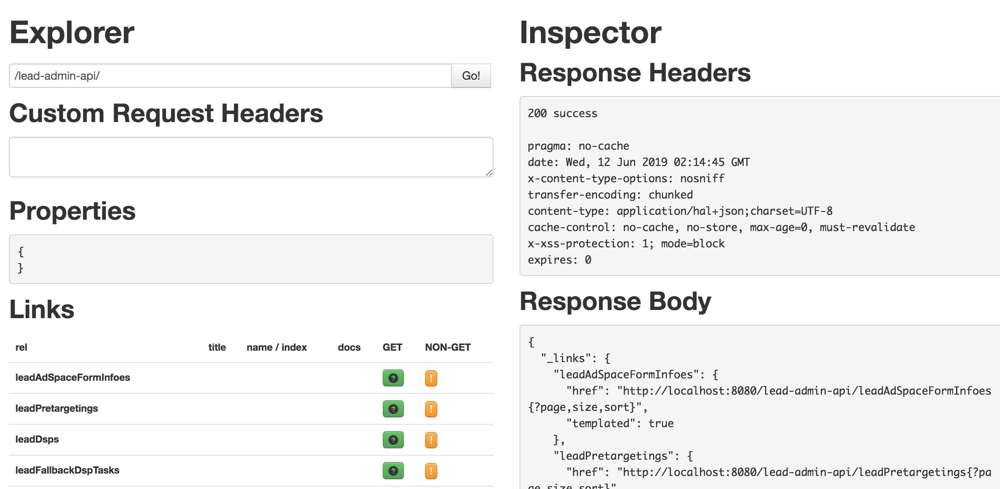 Explorer
/lead-admin-api/
Go!
Custom Request Headers
Properties
{
}
Links
rel title name / index docs GET NON-GET
leadAdSpaceFormInfoes
!
leadPretargetings
!
leadDsps
!
leadFallbackDspTasks
!
Inspector
Response Headers
200 success
pragma: no-cache
date: Wed, 12 Jun 2019 02:14:45 GMT
x-content-type-options: nosniff
transfer-encoding: chunked
content-type: application/hal+json;charset=UTF-8
cache-control: no-cache, no-store, max-age=0, must-revalidate
x-xss-protection: 1; mode=block
expires: 0
Response Body
{
"_links": {
"leadAdSpaceFormInfoes": {
"href": "http://localhost:8080/lead-admin-api/leadAdSpaceFormInfoes
{?page,size,sort}",
"templated": true
},
"leadPretargetings": {
"href": "http://localhost:8080/lead-admin-api/leadPretargetings{?pa
ge,size,sort}"